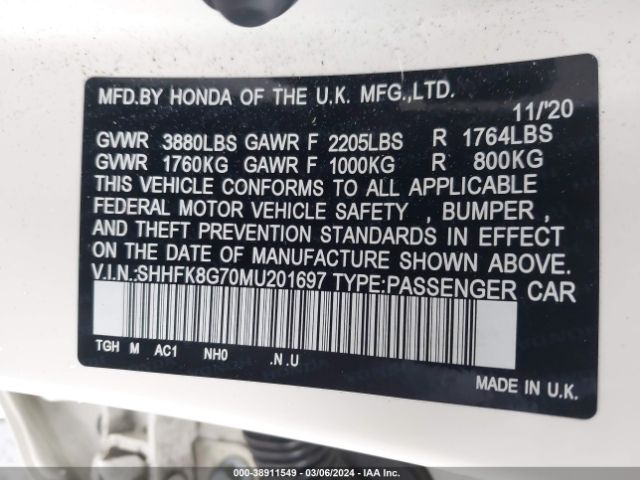 MFD.BY HONDA OF THE U.K. MFG.,LTD.
11/'20
GVWR 3880LBS GAWR F 2205LBS R 1764LBS
GVWR 1760KG GAWR F 1000KG R 800KG
THIS VEHICLE CONFORMS TO ALL APPLICABLE
FEDERAL MOTOR VEHICLE SAFETY , BUMPER ,
AND THEFT PREVENTION STANDARDS IN EFFECT
ON THE DATE OF MANUFACTURE SHOWN ABOVE.
V.I.N.:SHHFK8G70MU201697 TYPE:PASSENGER CAR
TGH M AC1 NH0 .N.U
MADE IN U.K.
000-38911549 | 03/06/2024 | IAA Inc.